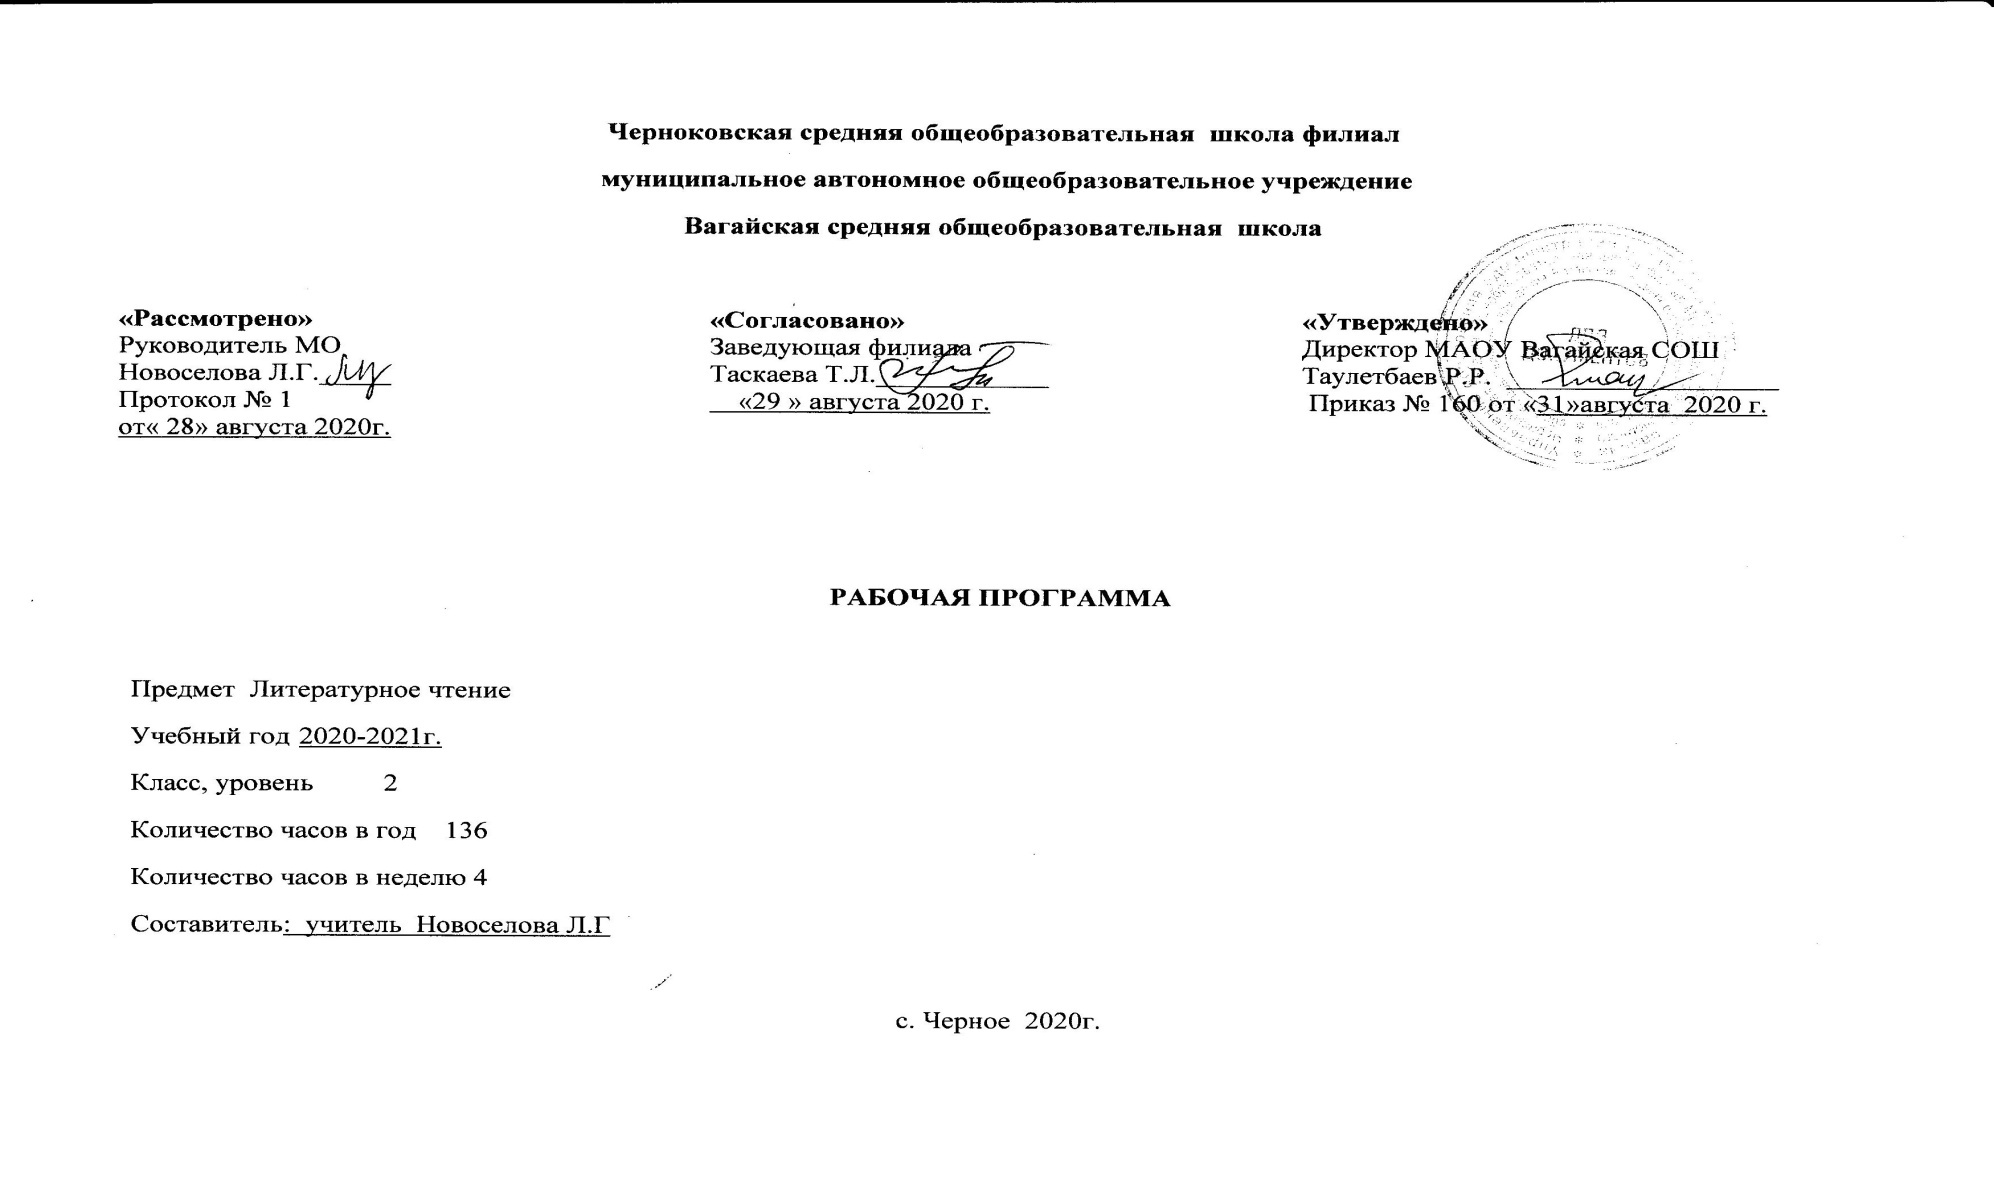 Черноковская средняя общеобразовательная школа филиал
муниципальное автономное общеобразовательное учреждение
Вагайская средняя общеобразовательная школа
«Рассмотрено»
Руководитель МО
Новоселова Л.Г.
Протокол № 1
от« 28» августа 2020г.
«Согласовано»
Заведующая филиала
Таскаева Т.Л.
«29 » августа 2020 г.
«Утверждено»
Директор МАОУ Вагайская СОШ
Таулетбаев Р.Р.
Приказ № 160 от «31»августа 2020 г.
РАБОЧАЯ ПРОГРАММА
Предмет Литературное чтение
Учебный год 2020-2021г.
Класс, уровень 2
Количество часов в год 136
Количество часов в неделю 4
Составитель: учитель Новоселова Л.Г
с. Черное 2020г.